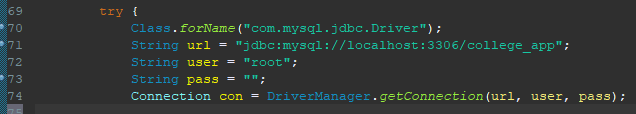 69 try {
70 Class.forName("com.mysql.jdbc.Driver");
71 String url = "jdbc:mysql://localhost:3306/college_app";
72 String user = "root";
73 String pass = "";
74 Connection con = DriverManager.getConnection(url, user, pass);
75